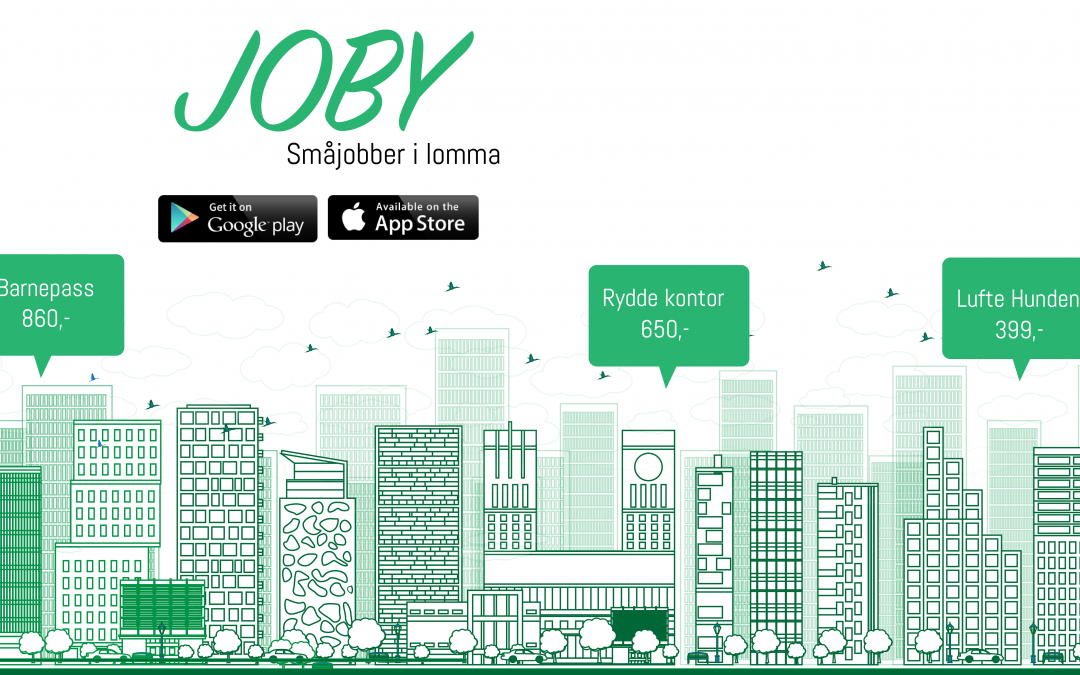 JOBY
Småjobber i lomma
Get it on
Google play
Available on the
App Store
Barnepass
860,-
Rydde kontor
650,-
Lufte Hunden
399,-